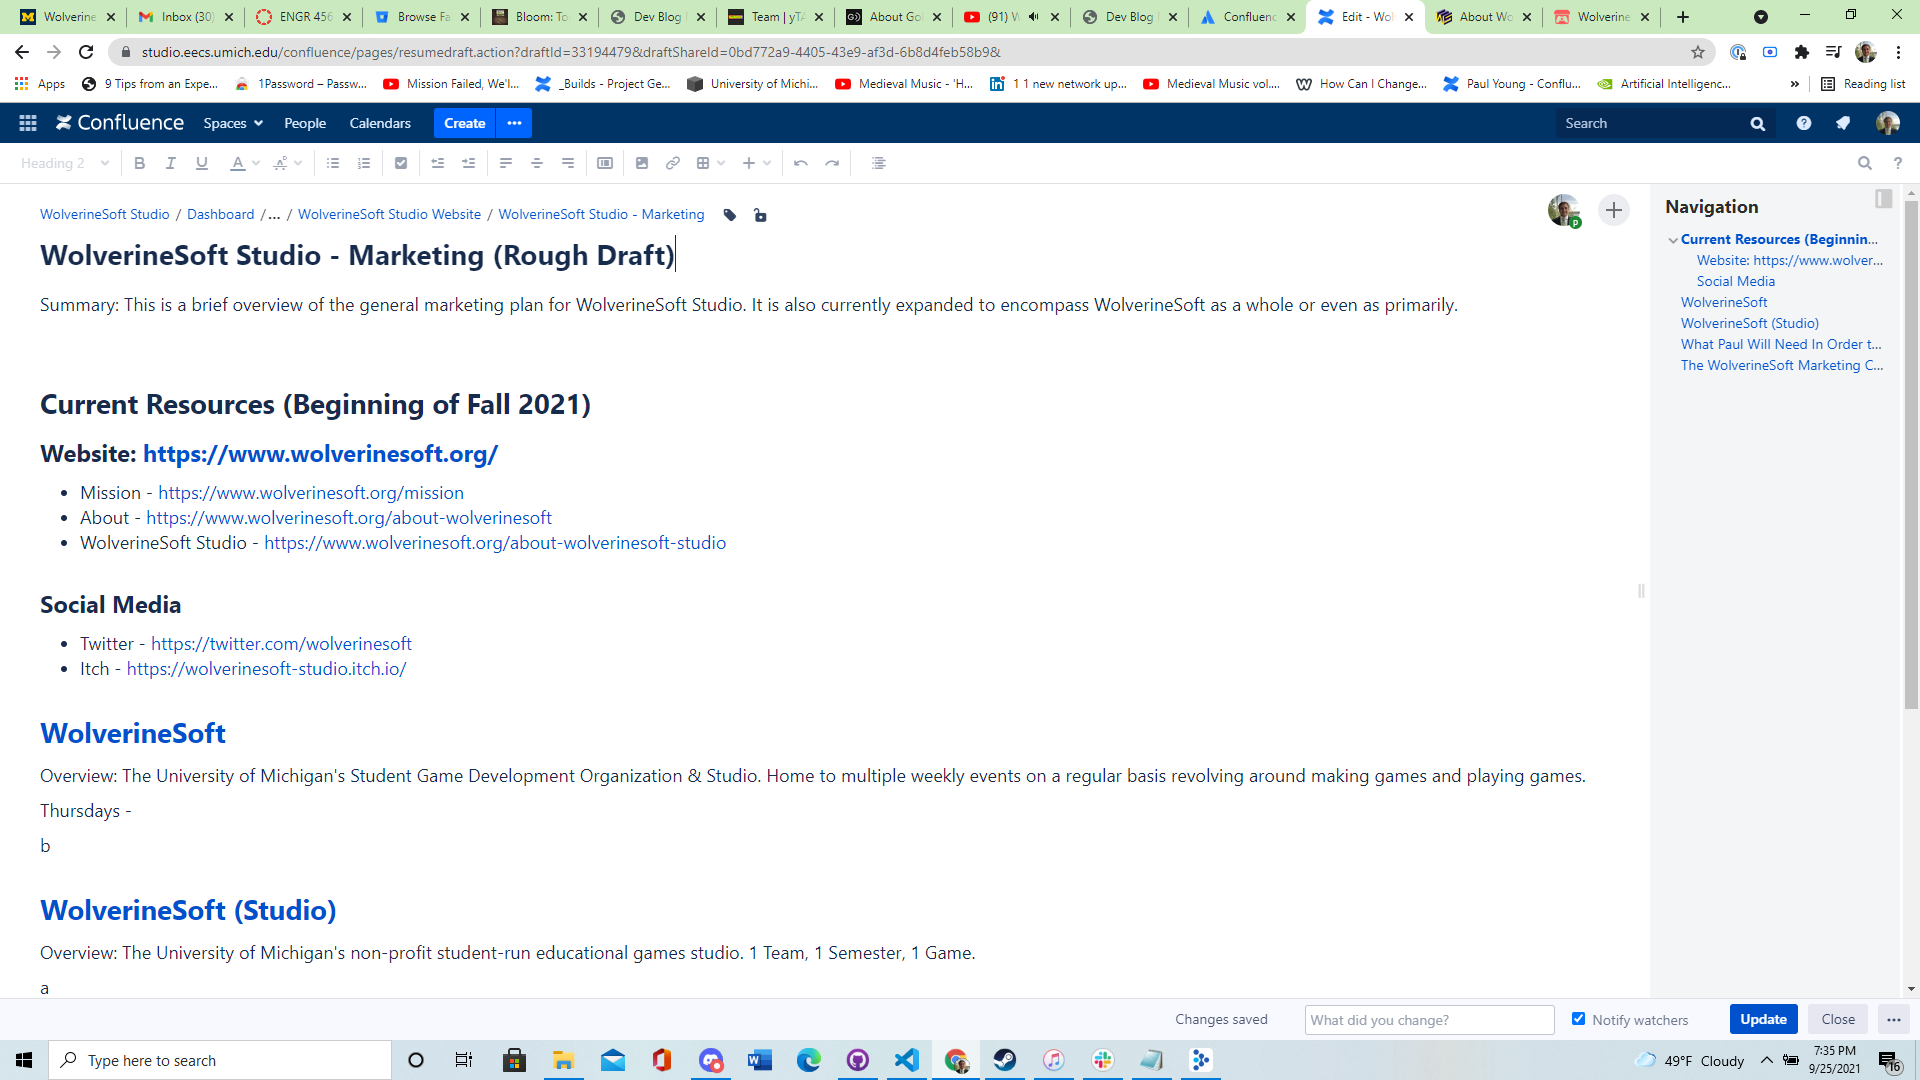 Wolverine
Inbox (30)
ENGR 456
Browse Fa
Bloom: To
Dev Blog
Team | yTA
About Go
(91) W
Dev Blog
Confluenc
Edit - Wol
About Wo
Wolverine
studio.eecs.umich.edu/confluence/pages/resumedraft.action?draftId=33194479&draftShareId=0bd772a9-4405-43e9-af3d-6b8d4feb58b9&
Apps
9 Tips from an Expe...
1Password – Passw...
Mission Failed, We'l...
_Builds - Project Ge...
University of Michi...
Medieval Music - 'H...
1 1 new network up...
Medieval Music vol....
How Can I Change...
Paul Young - Conflu...
Artificial Intelligenc...
»
Reading list
Confluence
Spaces
People
Calendars
Create
Search
Heading 2
WolverineSoft Studio / Dashboard /... / WolverineSoft Studio Website / WolverineSoft Studio - Marketing
WolverineSoft Studio - Marketing (Rough Draft)
Summary: This is a brief overview of the general marketing plan for WolverineSoft Studio. It is also currently expanded to encompass WolverineSoft as a whole or even as primarily.
Current Resources (Beginning of Fall 2021)
Website: https://www.wolverinesoft.org/
• Mission - https://www.wolverinesoft.org/mission
• About - https://www.wolverinesoft.org/about-wolverinesoft
• WolverineSoft Studio - https://www.wolverinesoft.org/about-wolverinesoft-studio
Social Media
• Twitter - https://twitter.com/wolverinesoft
• Itch - https://wolverinesoft-studio.itch.io/
WolverineSoft
Overview: The University of Michigan's Student Game Development Organization & Studio. Home to multiple weekly events on a regular basis revolving around making games and playing games.
Thursdays -
b
WolverineSoft (Studio)
Overview: The University of Michigan's non-profit student-run educational games studio. 1 Team, 1 Semester, 1 Game.
a
Navigation
Current Resources (Beginnin...
Website: https://www.wolver...
Social Media
WolverineSoft
WolverineSoft (Studio)
What Paul Will Need In Order t...
The WolverineSoft Marketing C...
Changes saved
What did you change?
Notify watchers
Update
Close
Type here to search
49°F Cloudy
7:35 PM
9/25/2021
16